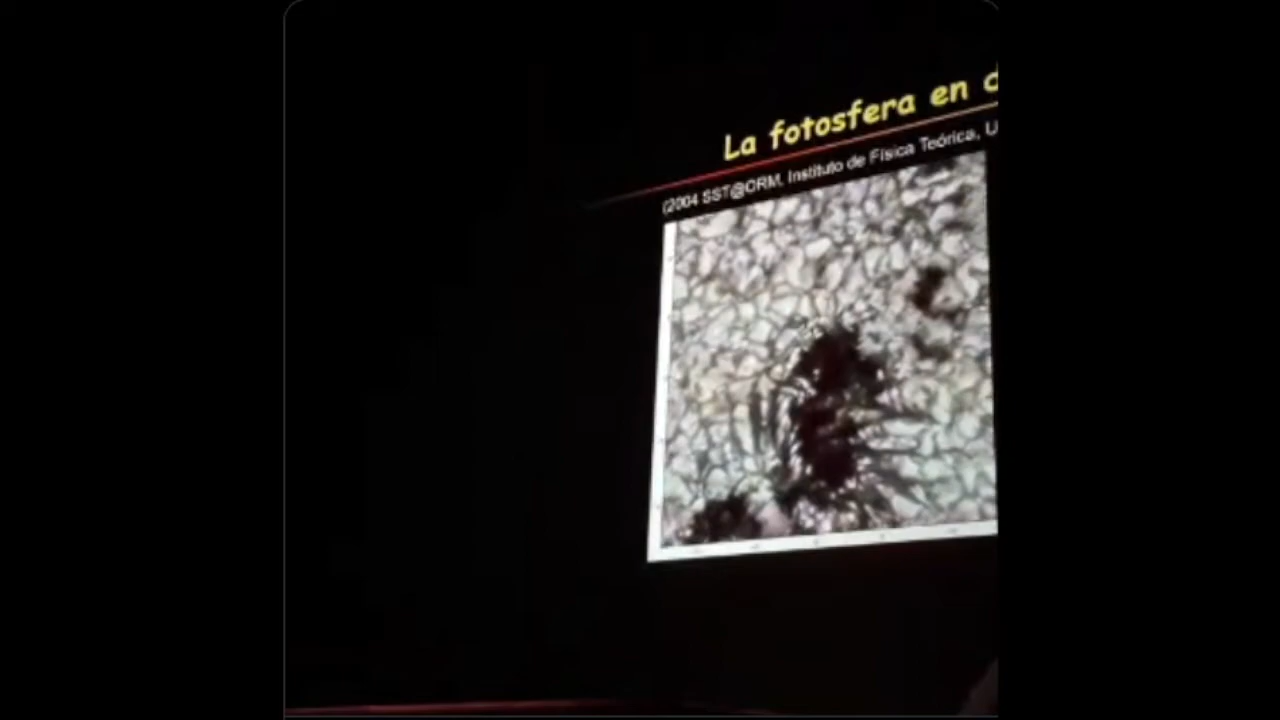 La fotosfera en
(2004 SST@ORM, Instituto de Física Teórica, U